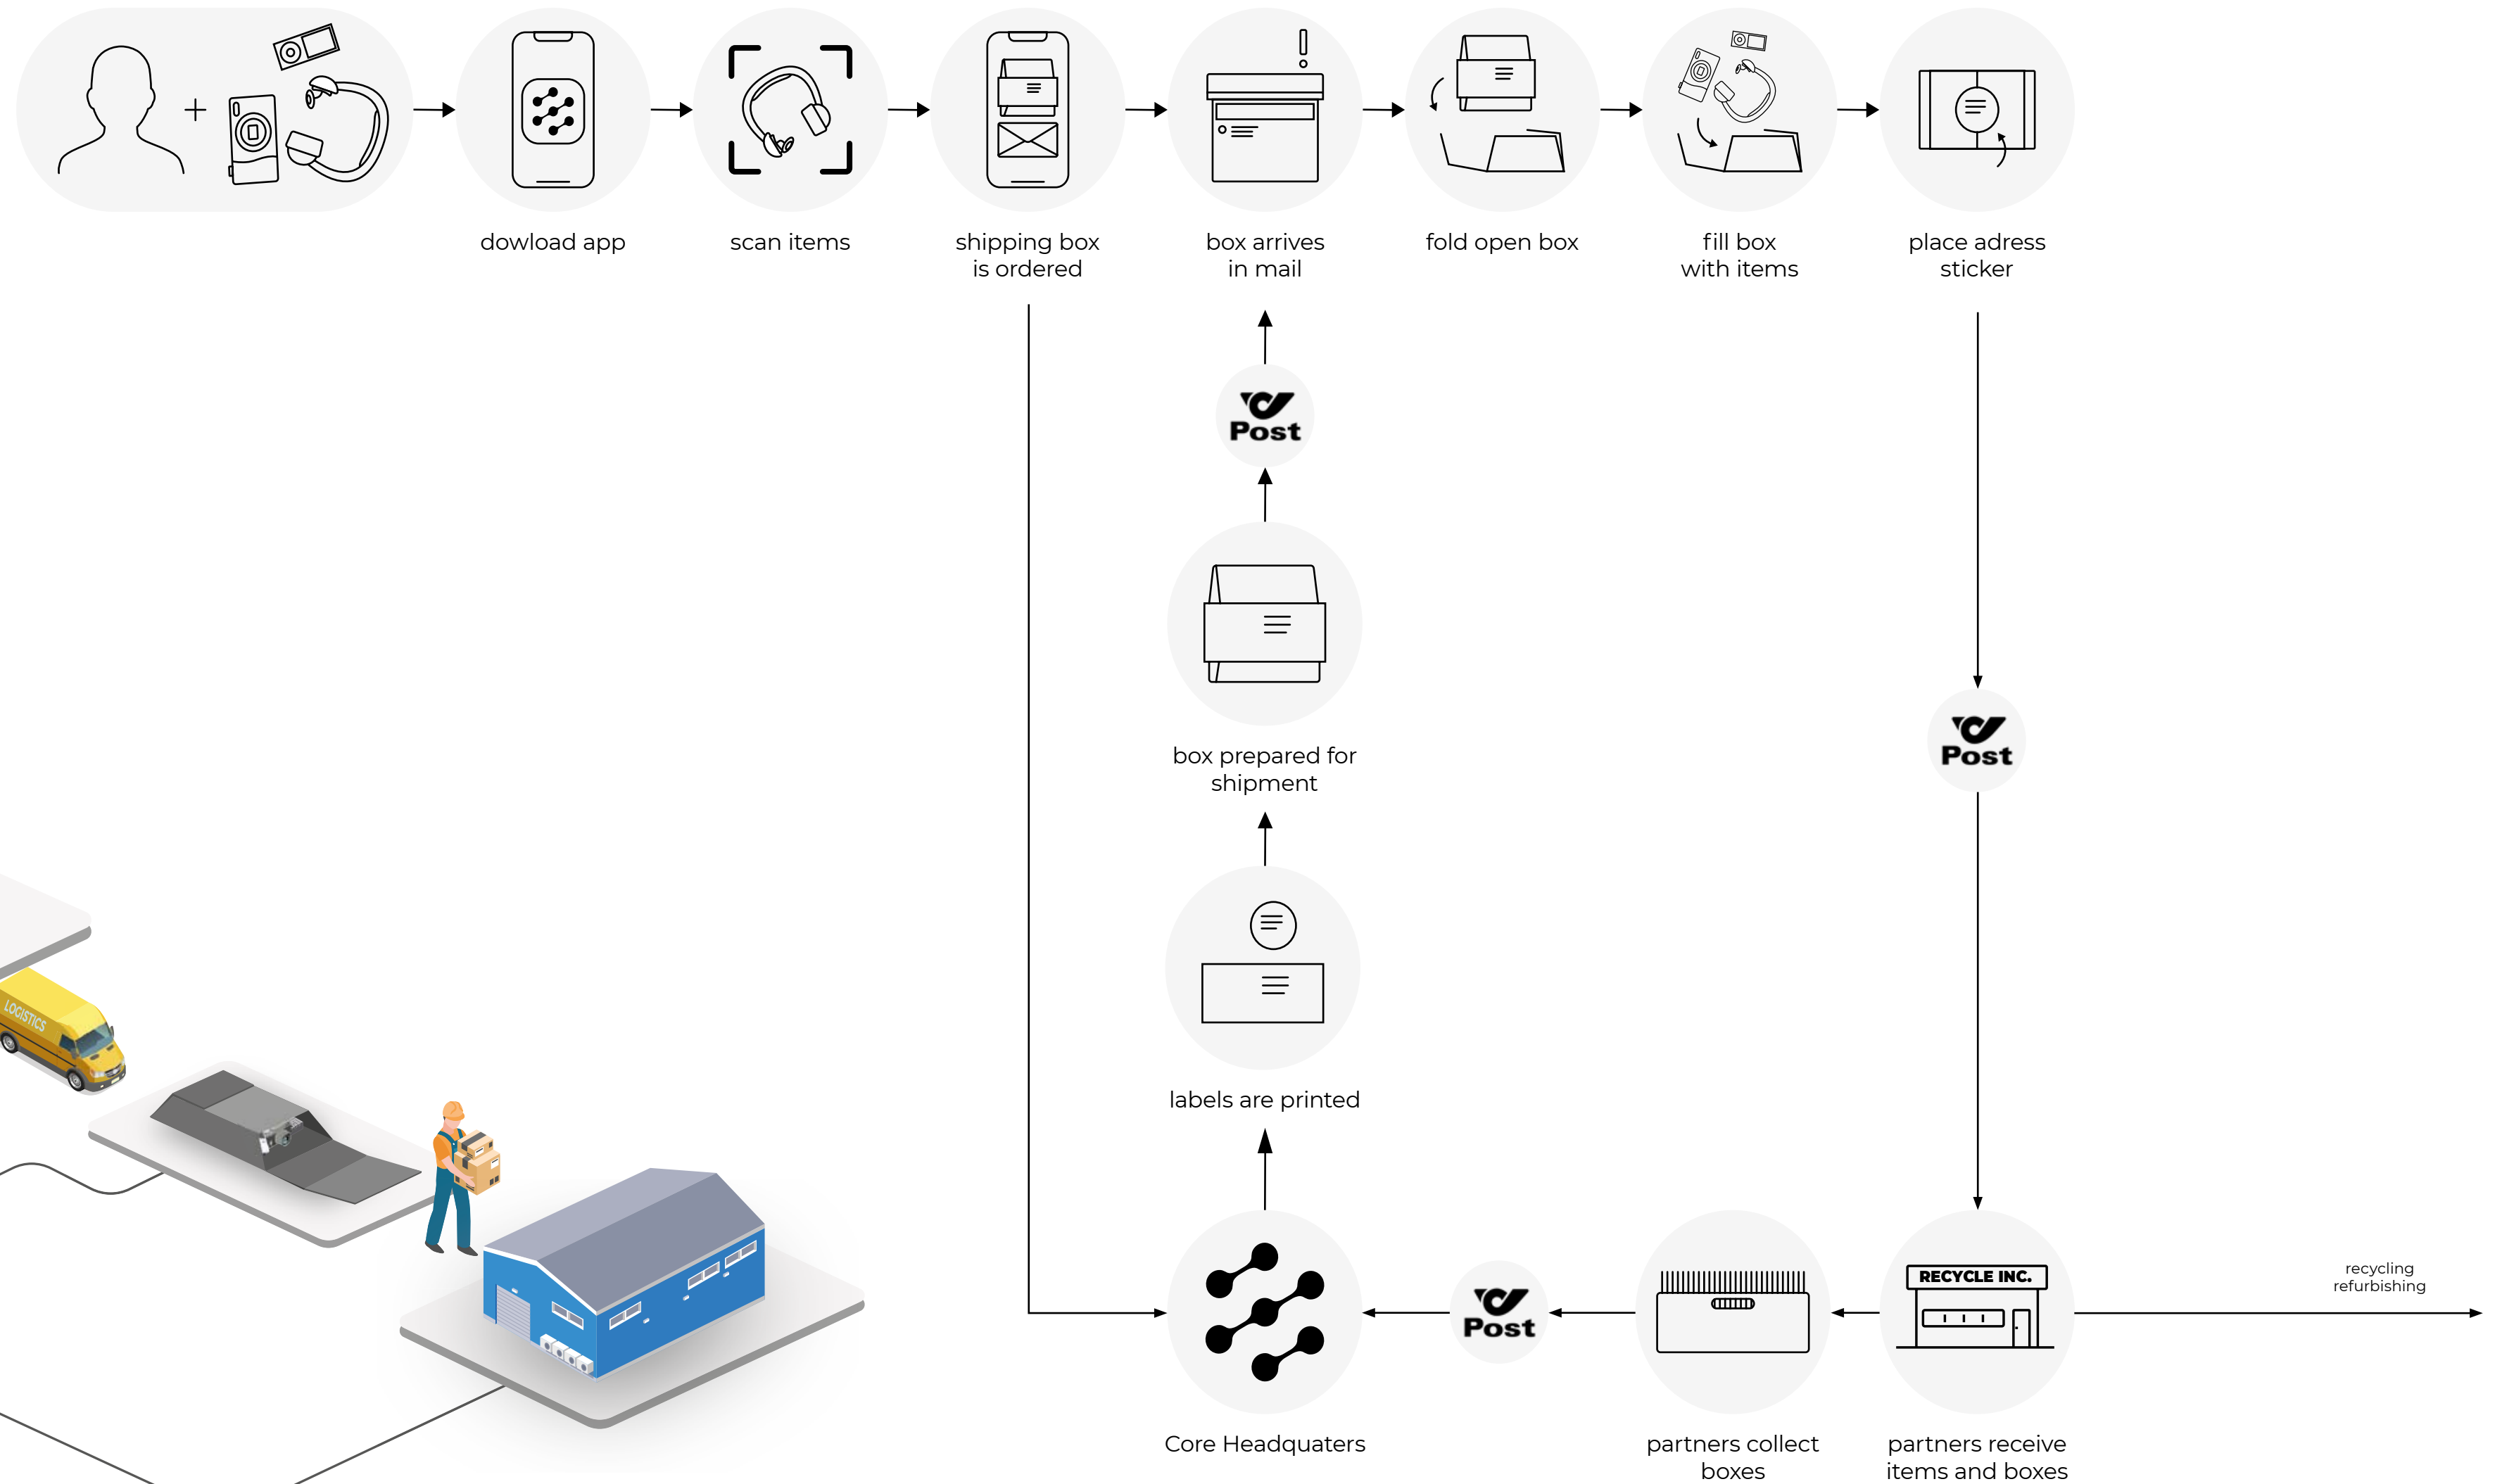 dowload app
scan items
shipping box
is ordered
box arrives
in mail
fold open box
fill box
with items
place adress
sticker
Post
box prepared for
shipment
Post
labels are printed
LOGISTICS
RECYCLE INC.
recycling
refurbishing
Post
Core Headquaters
partners collect
boxes
partners receive
items and boxes